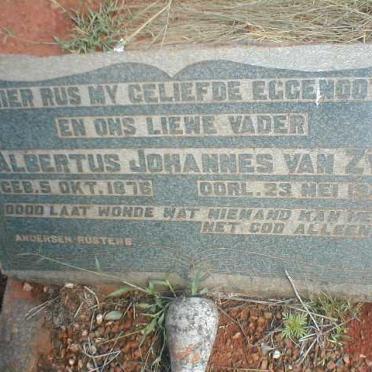 HIER RUS MY GELIEFDE EGGENOOT
EN ONS LIEWE VADER
ALBERTUS JOHANNES VAN
GEB. 5 OKT. 1876 OORL. 23 MEI
DOOD LAAT WONDE WAT NIEMAND KAN
NET GOD ALLEEN
ANDERSEN-RUSTENB